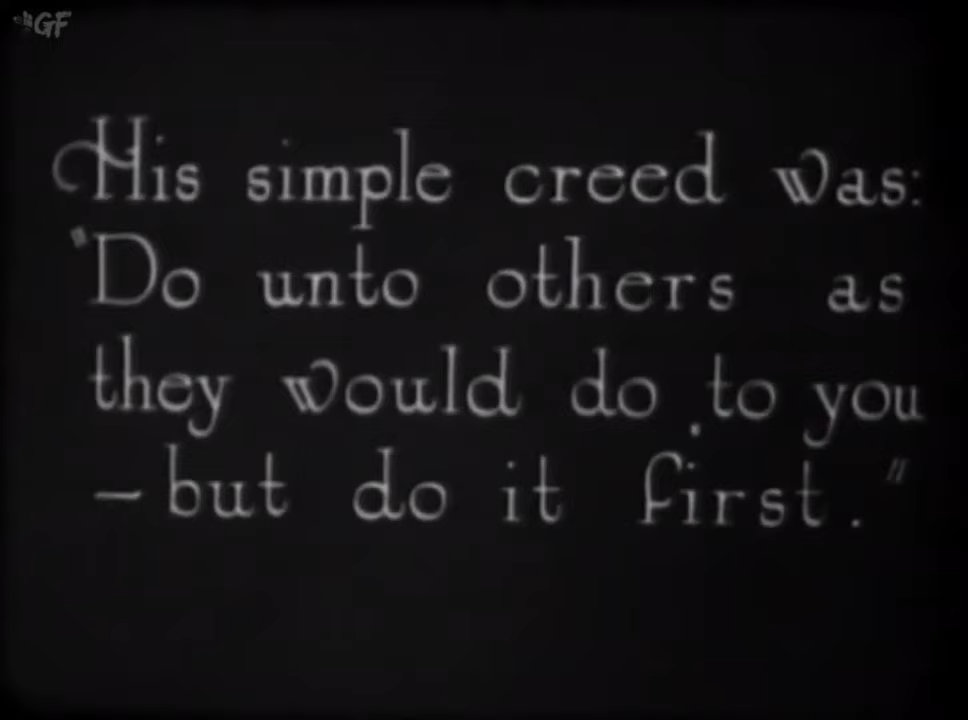 GF
His simple creed was:
"Do unto others as
they would do to you
– but do it first."